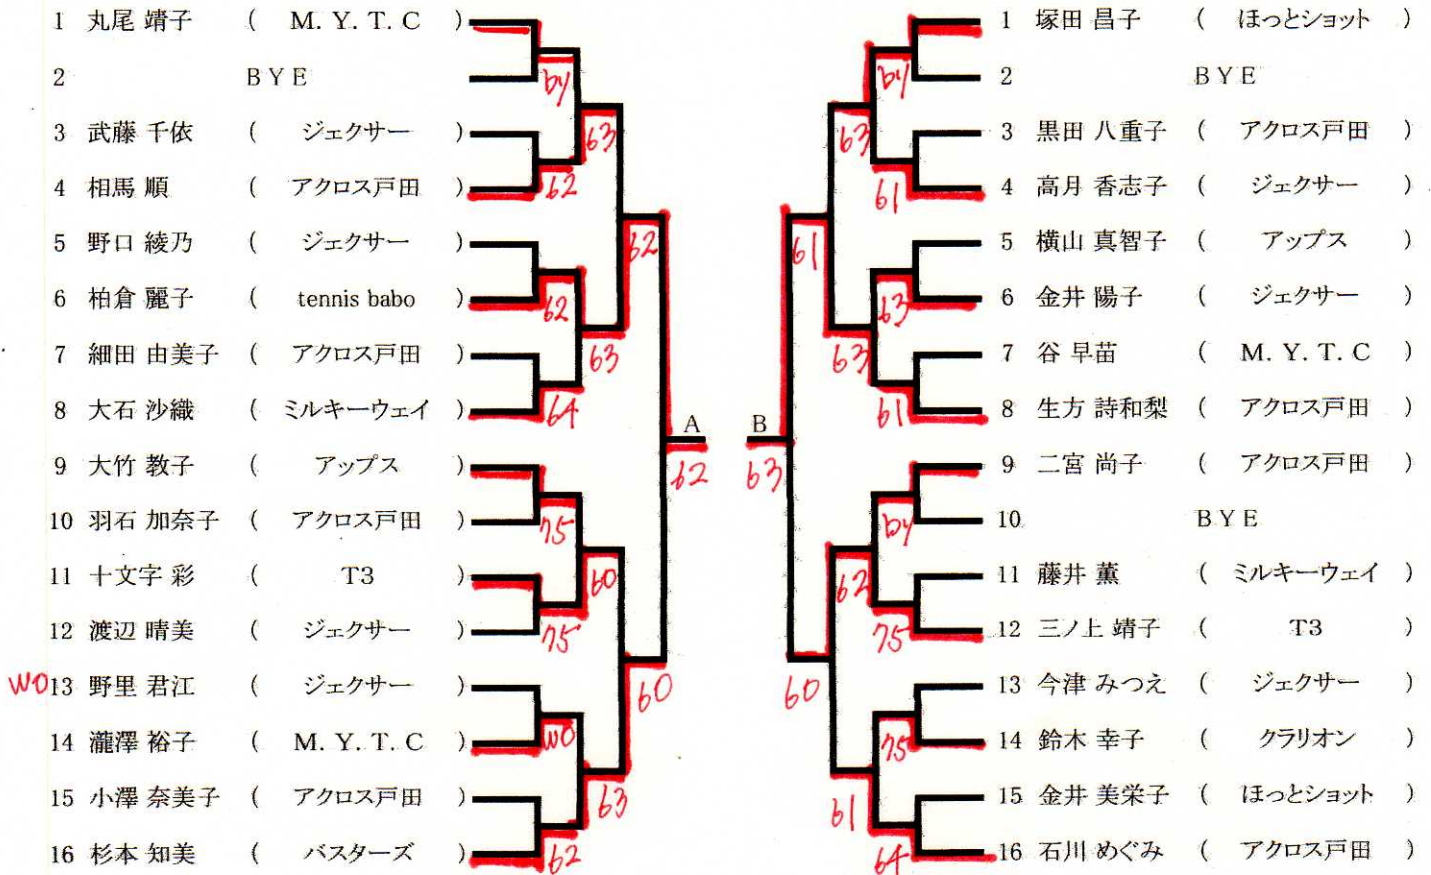 1 丸尾 靖子 ( M. Y. T. C )
2 BYE
by
3 武藤 千依 ( ジェクサー )
63
4 相馬 順 ( アクロス戸田 )
62
5 野口 綾乃 ( ジェクサー )
62
6 柏倉 麗子 ( tennis babo )
62
7 細田 由美子 ( アクロス戸田 )
63
8 大石 沙織 ( ミルキーウェイ )
64
A
62
9 大竹 教子 ( アップス )
10 羽石 加奈子 ( アクロス戸田 )
75
11 十文字 彩 ( T3 )
60
12 渡辺 晴美 ( ジェクサー )
75
WO 13 野里 君江 ( ジェクサー )
60
14 瀧澤 裕子 ( M. Y. T. C )
WO
15 小澤 奈美子 ( アクロス戸田 )
63
16 杉本 知美 ( バスターズ )
62
1 塚田 昌子 ( ほっとショット )
by
2 BYE
3 黒田 八重子 ( アクロス戸田 )
63
4 高月 香志子 ( ジェクサー )
61
5 横山 真智子 ( アップス )
61
6 金井 陽子 ( ジェクサー )
63
7 谷 早苗 ( M. Y. T. C )
63
8 生方 詩和梨 ( アクロス戸田 )
61
B
63
9 二宮 尚子 ( アクロス戸田 )
10 BYE
by
11 藤井 薫 ( ミルキーウェイ )
62
12 三ノ上 靖子 ( T3 )
75
13 今津 みつえ ( ジェクサー )
60
14 鈴木 幸子 ( クラリオン )
75
15 金井 美栄子 ( ほっとショット )
61
16 石川 めぐみ ( アクロス戸田 )
64